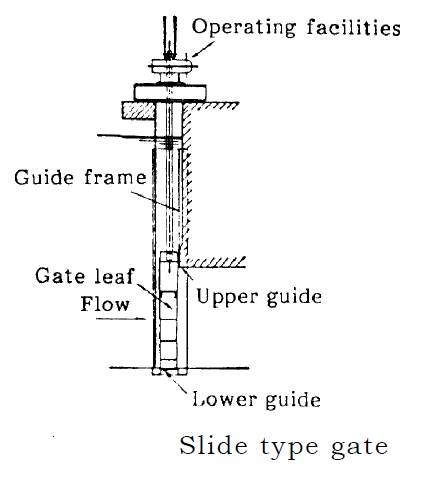 Operating facilities
Guide frame
Gate leaf
Flow
Upper guide
Lower guide
Slide type gate